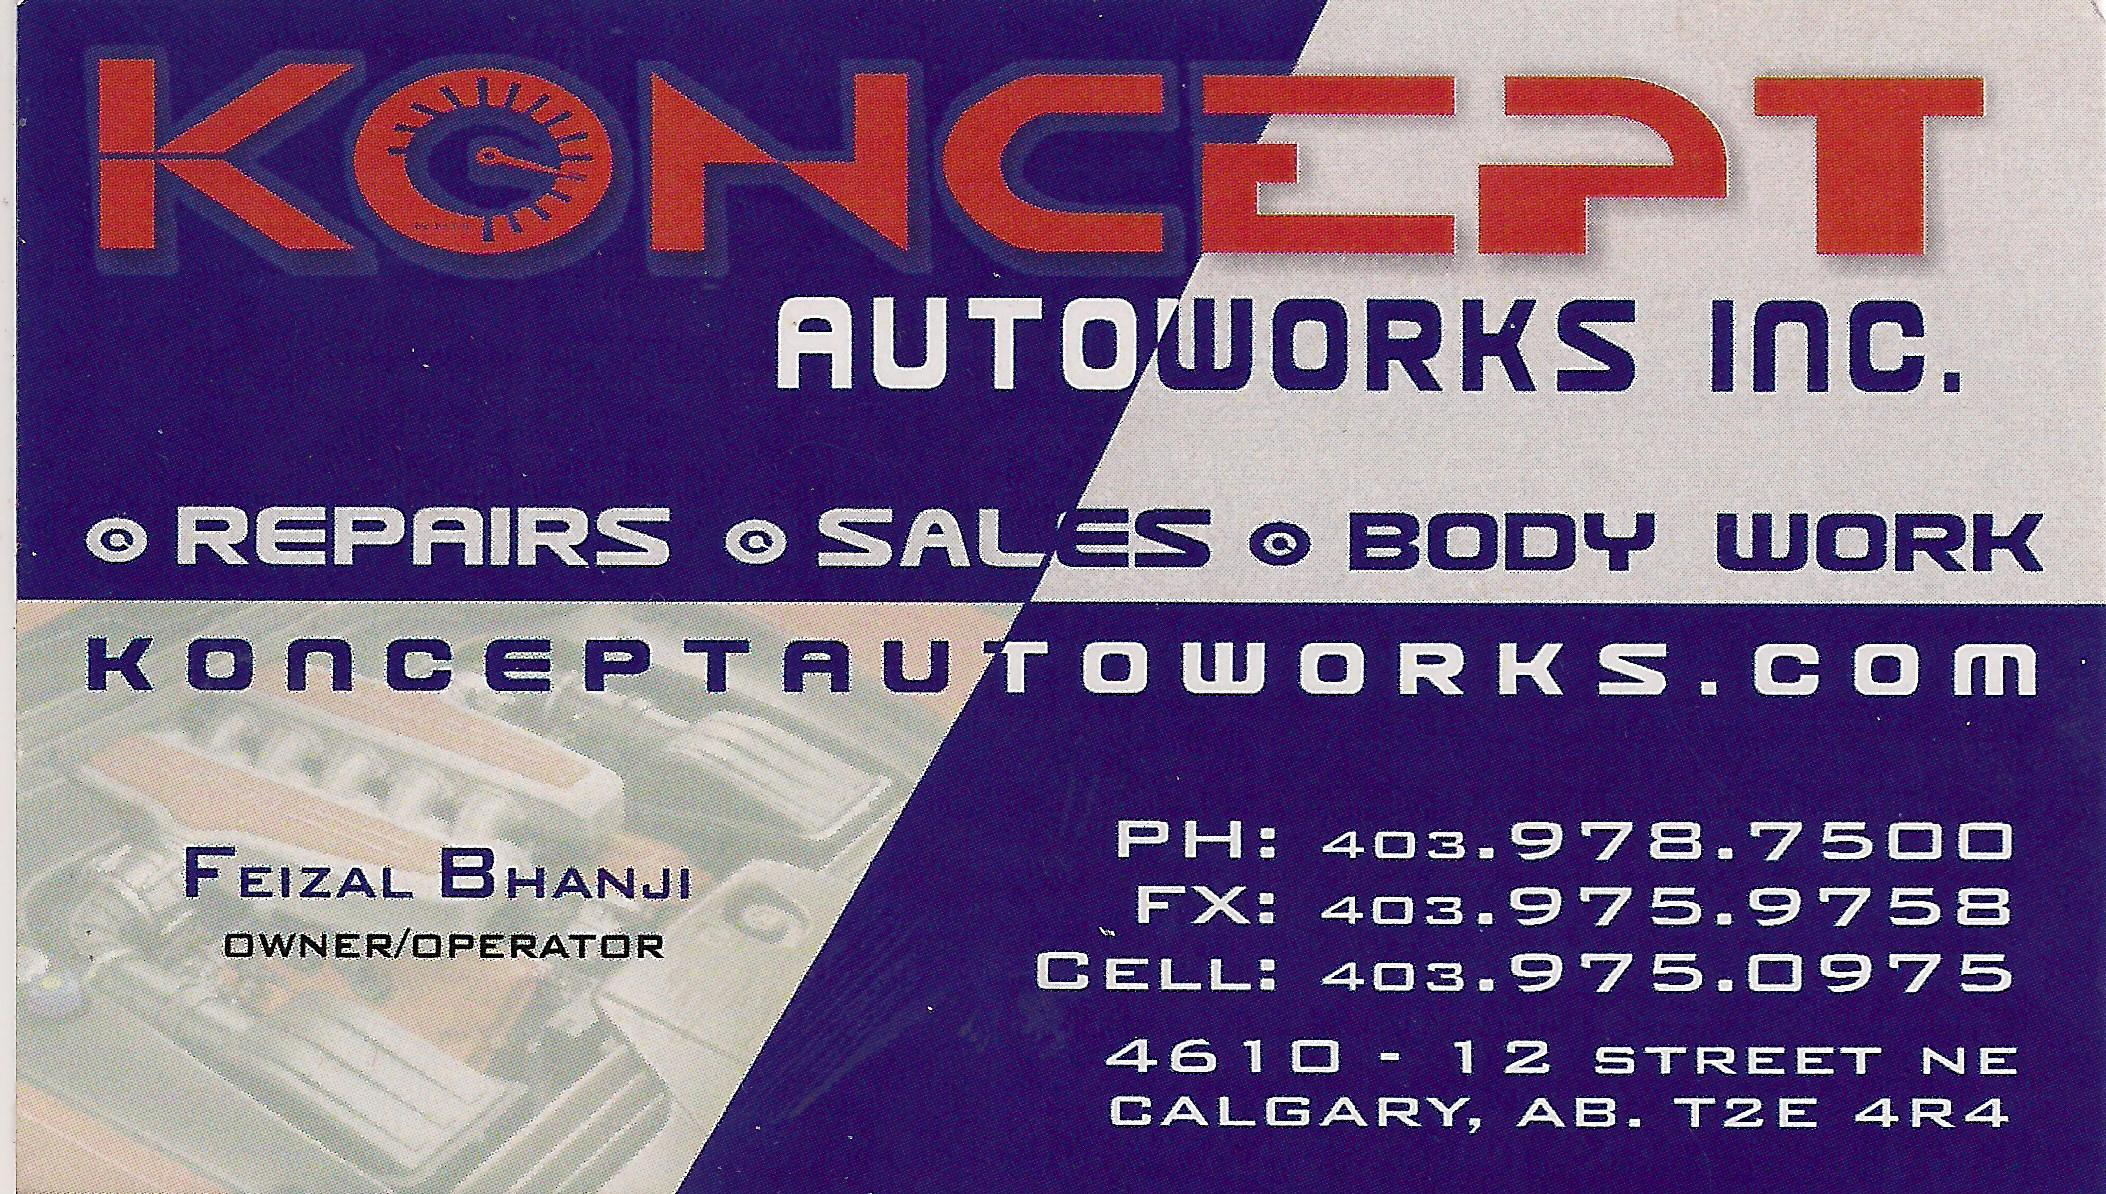 KONCEPT
AUTOWORKS INC.
REPAIRS SALES BODY WORK
KONCEPTAUTOWORKS.COM
FEIZAL BHANJI
OWNER/OPERATOR
PH: 403.978.7500
FX: 403.975.9758
CELL: 403.975.0975
4610 - 12 STREET NE
CALGARY, AB. T2E 4R4